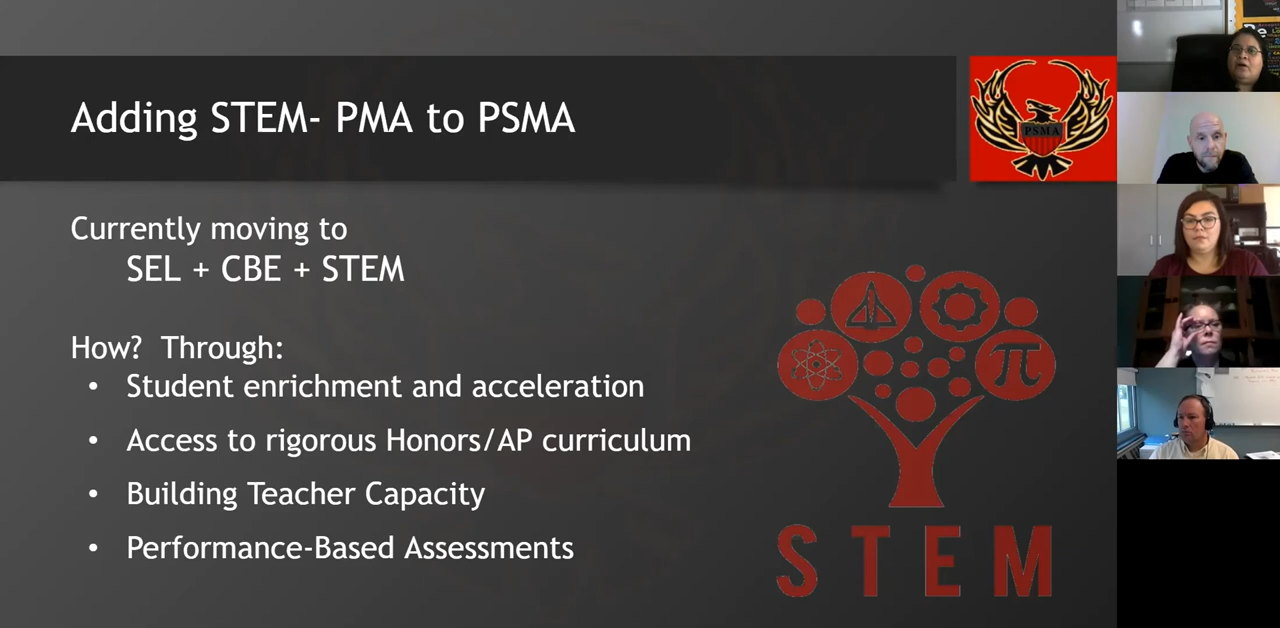 Adding STEM- PMA to PSMA
PSMA
Currently moving to
SEL + CBE + STEM
How? Through:
• Student enrichment and acceleration
• Access to rigorous Honors/AP curriculum
• Building Teacher Capacity
• Performance-Based Assessments
π
STEM
Be